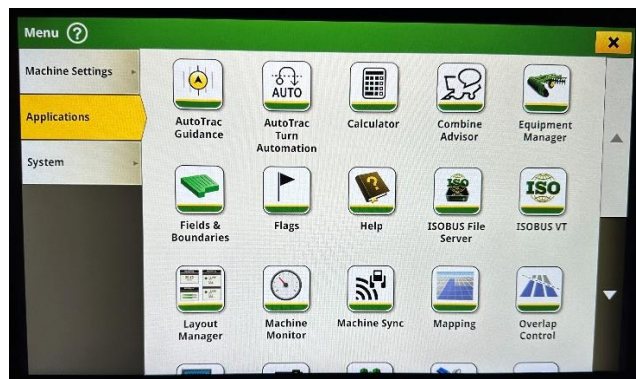 Menu ?
×
Machine Settings
Applications
System
AutoTrac
Guidance
AUTO
AutoTrac
Turn
Automation
Calculator
Combine
Advisor
Equipment
Manager
Fields &
Boundaries
Flags
?
Help
ISO
ISOBUS File
Server
ISO
ISOBUS VT
Layout
Manager
Machine
Monitor
Machine Sync
Mapping
Overlap
Control